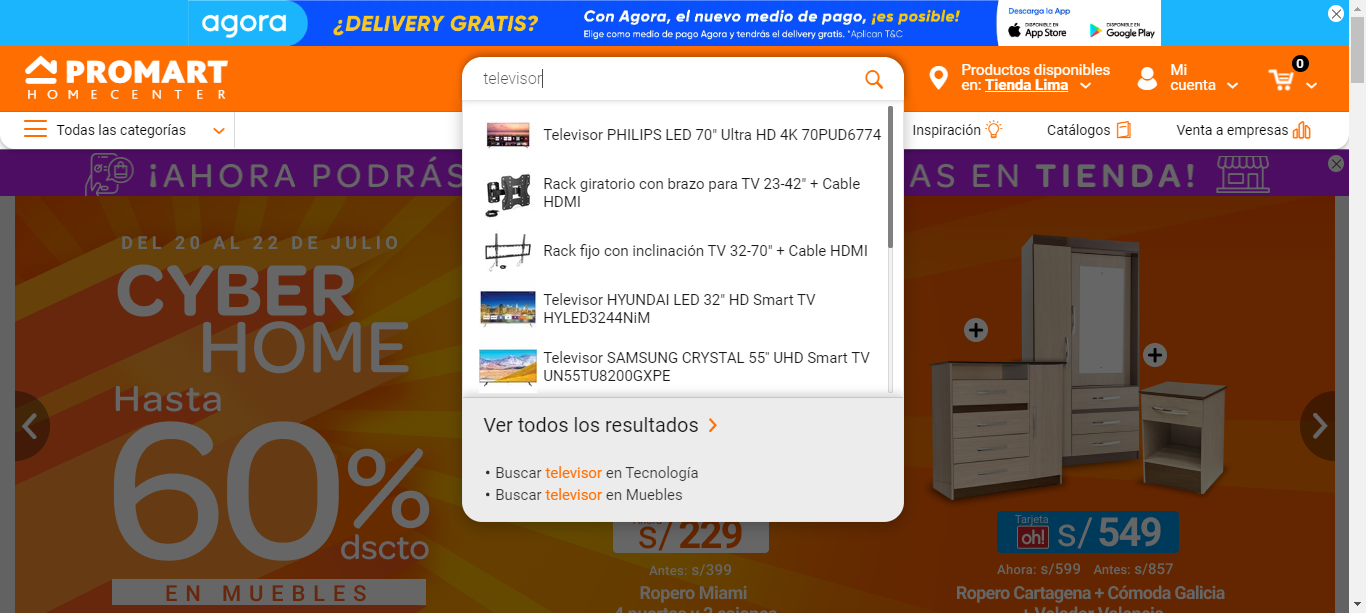 agora
¿DELIVERY GRATIS?
Con Agora, el nuevo medio de pago, ¡es posible!
Elige como medio de pago Agora y tendrás el delivery gratis. *Aplican T&C
Descarga la App
DISPONIBLE EN
App Store
DISPONIBLE EN
Google Play
PROMART
HOMECENTER
televisor
Productos disponibles
en: Tienda Lima
Mi
cuenta
0
Todas las categorías
Inspiración
Catálogos
Venta a empresas
¡AHORA PODRÁS
AS EN TIENDA!
Televisor PHILIPS LED 70" Ultra HD 4K 70PUD6774
Rack giratorio con brazo para TV 23-42" + Cable
HDMI
Rack fijo con inclinación TV 32-70" + Cable HDMI
Televisor HYUNDAI LED 32" HD Smart TV
HYLED3244NiM
Televisor SAMSUNG CRYSTAL 55" UHD Smart TV
UN55TU8200GXPE
Ver todos los resultados
• Buscar televisor en Tecnología
• Buscar televisor en Muebles
DEL 20 AL 22 DE JULIO
CYBER
HOME
Hasta
60%
dscto
EN MUEBLES
S/ 229
Antes: s/399
Ropero Miami
4 puertas y 2 cajones
Tarjeta
oh!
S/ 549
Ahora: s/599 Antes: s/857
Ropero Cartagena + Cómoda Galicia
+ Velador Valencia